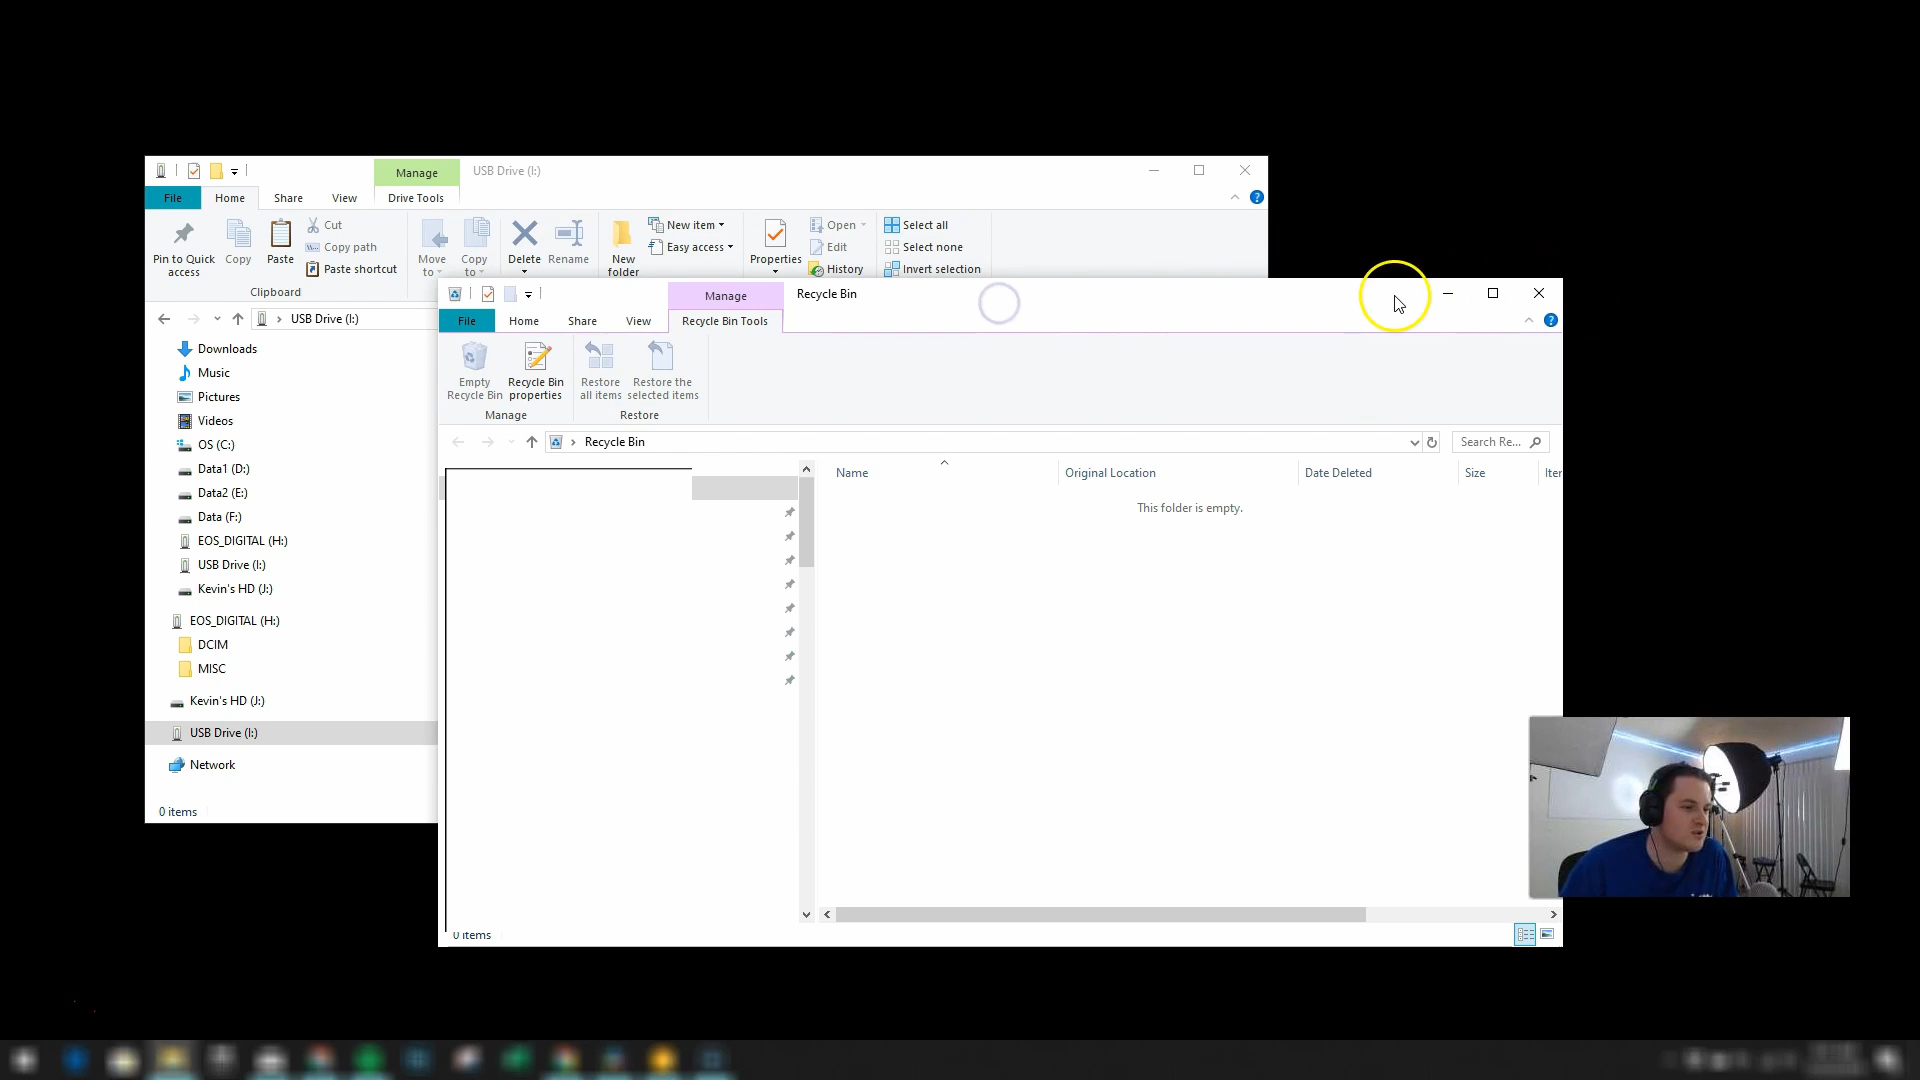 Manage
USB Drive (I:)
File
Home
Share
View
Drive Tools
Pin to Quick
access
Copy
Paste
Cut
Copy path
Paste shortcut
Clipboard
Move
to
Copy
to
Delete
Rename
New
folder
New item
Easy access
Properties
Open
Edit
History
Select all
Select none
Invert selection
USB Drive (I:)
Downloads
Music
Pictures
Videos
OS (C:)
Data1 (D:)
Data2 (E:)
Data (F:)
EOS_DIGITAL (H:)
USB Drive (I:)
Kevin's HD (J:)
EOS_DIGITAL (H:)
DCIM
MISC
Kevin's HD (J:)
USB Drive (I:)
Network
0 items
Manage
Recycle Bin
File
Home
Share
View
Recycle Bin Tools
Empty
Recycle Bin
Recycle Bin
properties
Manage
Restore
all items
Restore the
selected items
Restore
Recycle Bin
Search Re...
Name
Original Location
Date Deleted
Size
Iter
This folder is empty.
0 items